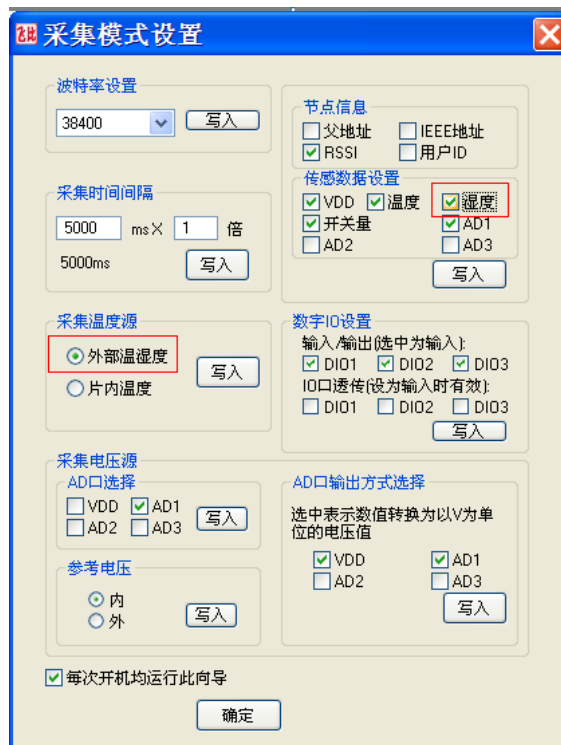 飞比 采集模式设置
波特率设置
38400 写入
采集时间间隔
5000 ms× 1 倍
5000ms 写入
节点信息
父地址 IEEE地址
RSSI 用户ID
传感数据设置
VDD 温度 湿度
开关量 AD1
AD2 AD3
写入
采集温度源
外部温湿度
片内温度
写入
数字IO设置
输入/输出(选中为输入):
DIO1 DIO2 DIO3
IO口透传(设为输入时有效):
DIO1 DIO2 DIO3
写入
采集电压源
AD口选择
VDD AD1
AD2 AD3
写入
参考电压
内
外
写入
AD口输出方式选择
选中表示数值转换为以V为单
位的电压值
VDD AD1
AD2 AD3
写入
每次开机均运行此向导
确定